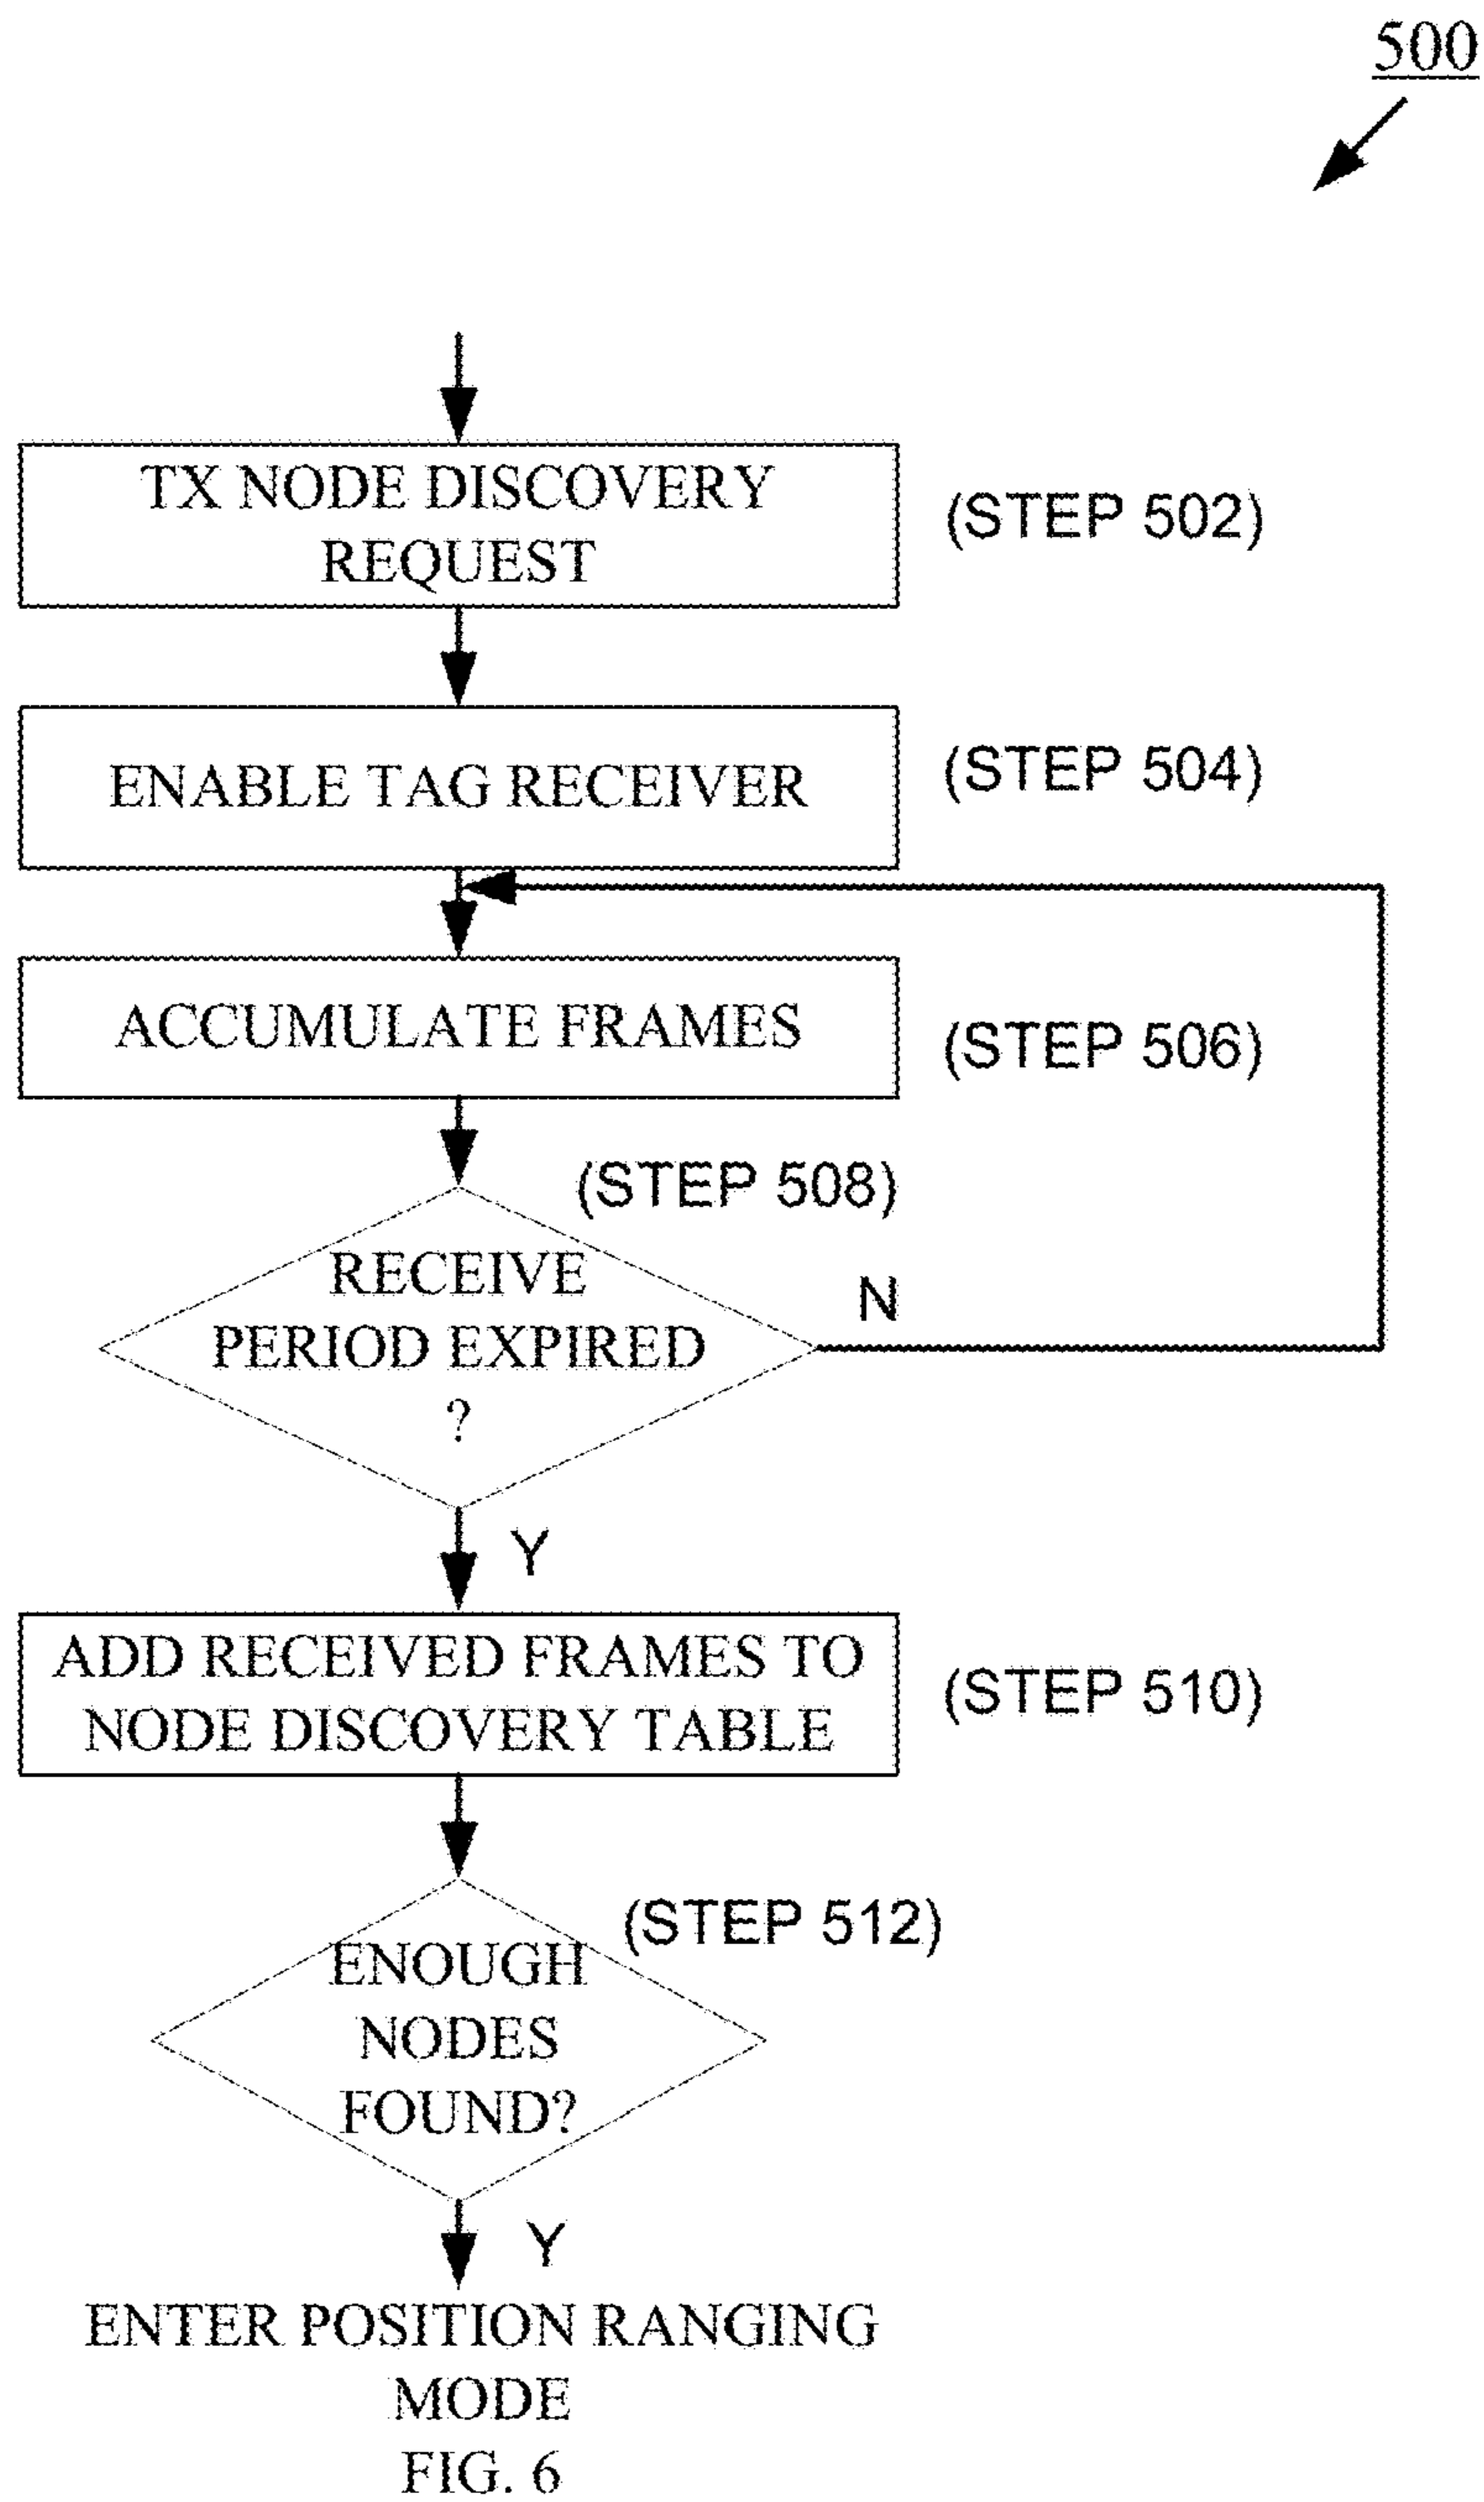 500
TX NODE DISCOVERY
REQUEST
(STEP 502)
ENABLE TAG RECEIVER
(STEP 504)
ACCUMULATE FRAMES
(STEP 506)
(STEP 508)
RECEIVE
PERIOD EXPIRED
?
N
Y
ADD RECEIVED FRAMES TO
NODE DISCOVERY TABLE
(STEP 510)
(STEP 512)
ENOUGH
NODES
FOUND?
Y
ENTER POSITION RANGING
MODE
FIG. 6